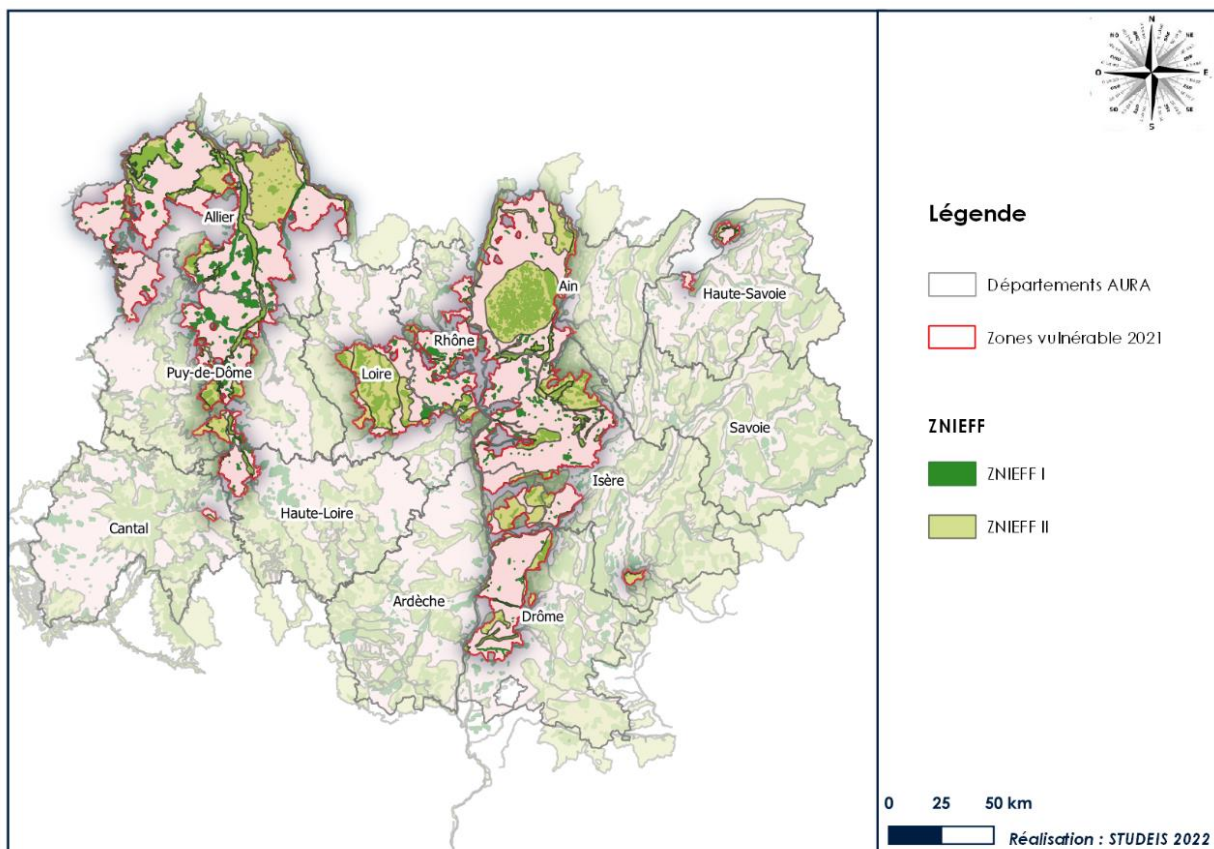 N
O
E
S
Allier
Ain
Haute-Savoie
Rhône
Loire
Puy-de-Dôme
Savoie
Isère
Haute-Loire
Cantal
Ardèche
Drôme
Légende
Départements AURA
Zones vulnérable 2021
ZNIEFF
ZNIEFF I
ZNIEFF II
0 25 50 km
Réalisation : STUDEIS 2022